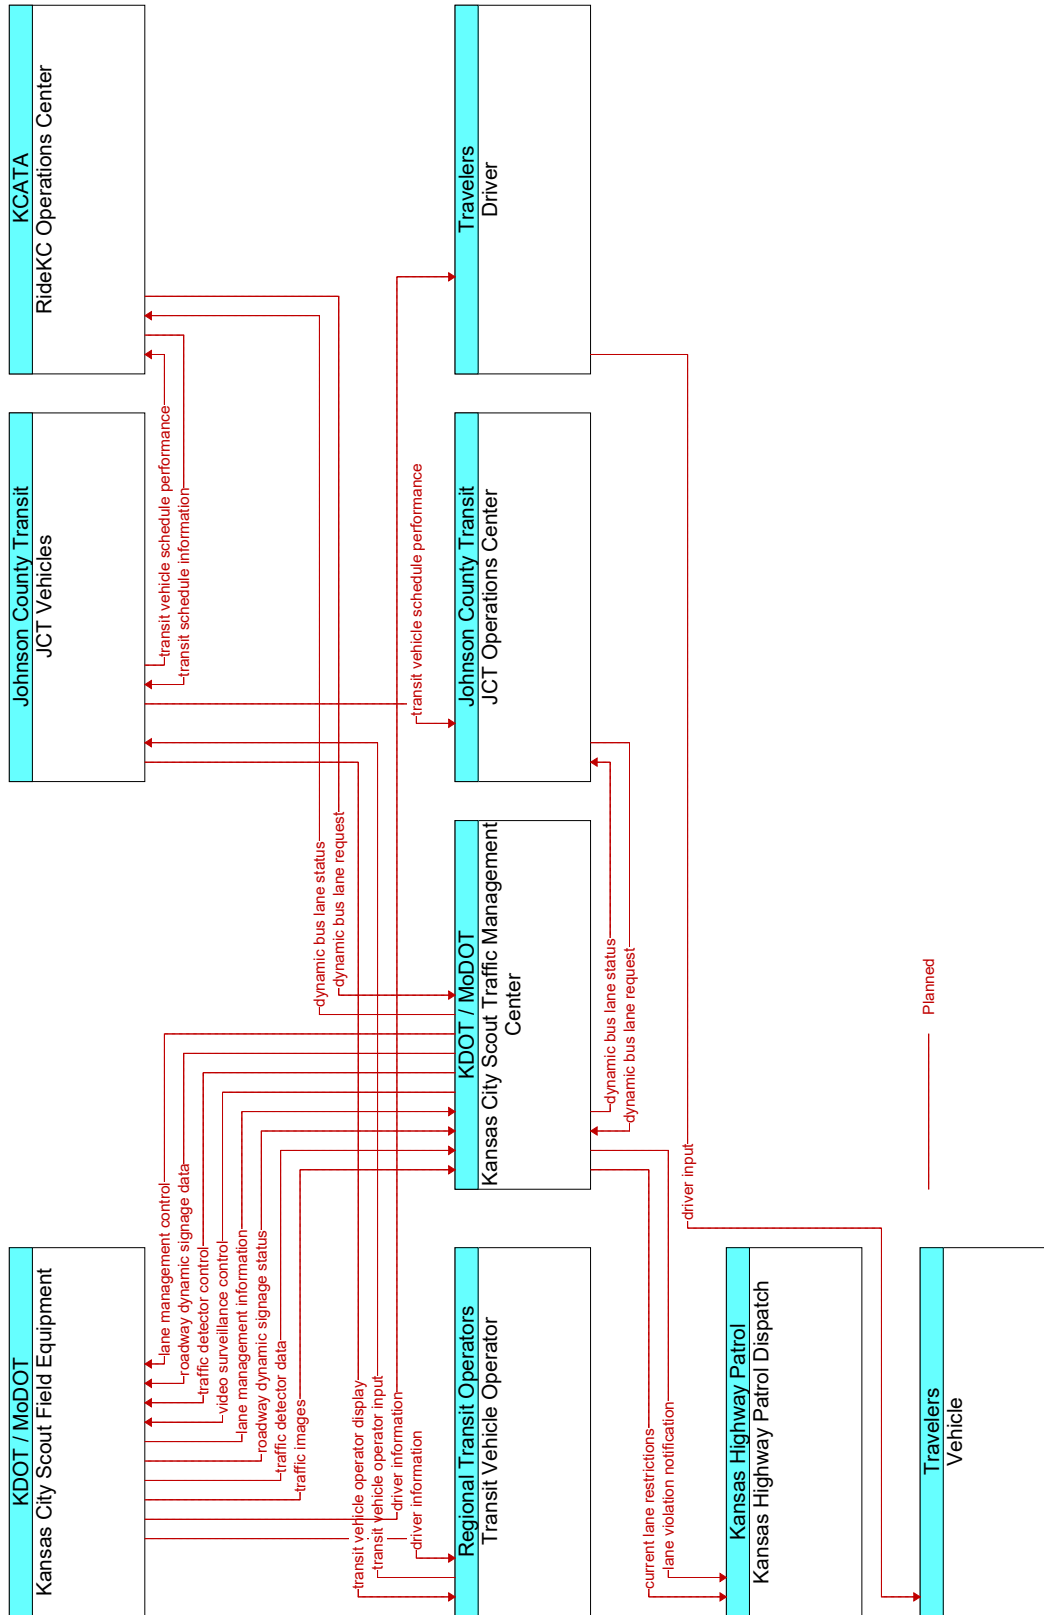 KDOT / MoDOT
Kansas City Scout Field Equipment
Johnson County Transit
JCT Vehicles
KCATA
RideKC Operations Center
lane management control
roadway dynamic signage data
traffic detector control
video surveillance control
lane management information
roadway dynamic signage status
traffic detector data
traffic images
dynamic bus lane status
dynamic bus lane request
transit vehicle schedule performance
transit schedule information
transit vehicle operator display
transit vehicle operator input
driver information
driver information
transit vehicle schedule performance
Regional Transit Operators
Transit Vehicle Operator
KDOT / MoDOT
Kansas City Scout Traffic Management
Center
Johnson County Transit
JCT Operations Center
Travelers
Driver
dynamic bus lane status
dynamic bus lane request
current lane restrictions
lane violation notification
driver input
Kansas Highway Patrol
Kansas Highway Patrol Dispatch
Travelers
Vehicle
Planned